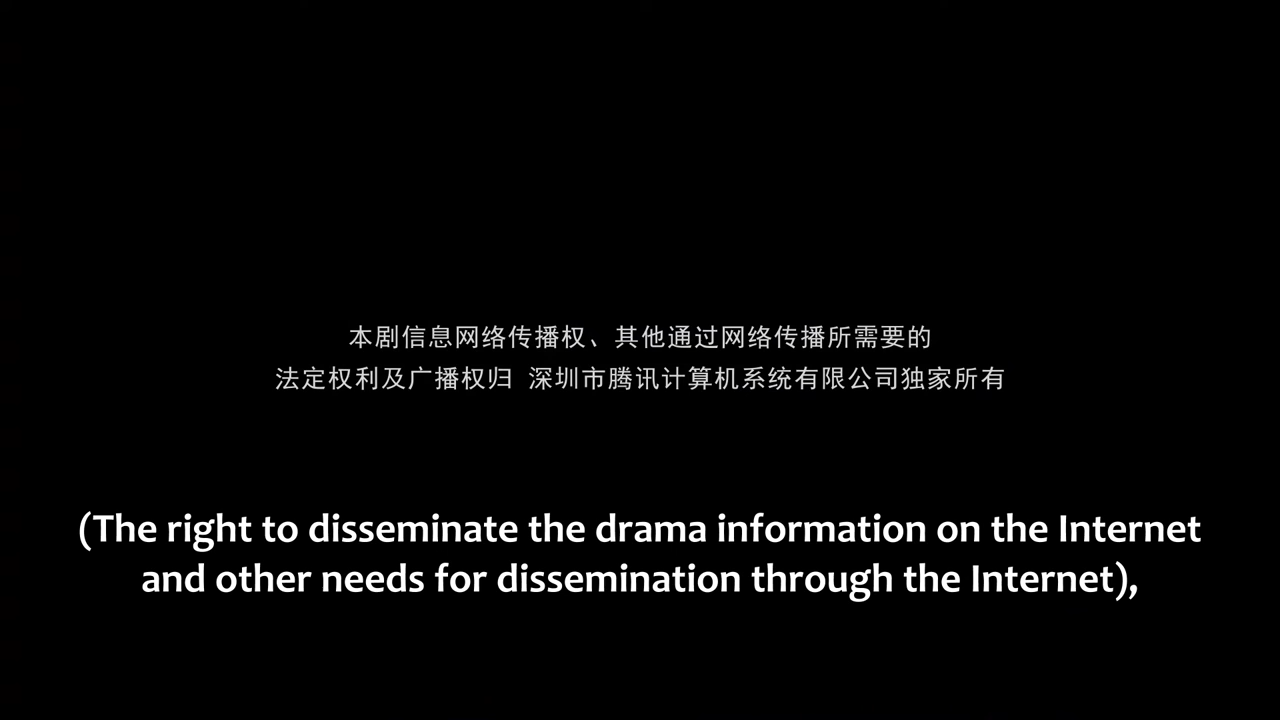 本剧信息网络传播权、其他通过网络传播所需要的
法定权利及广播权归 深圳市腾讯计算机系统有限公司独家所有
(The right to disseminate the drama information on the Internet
and other needs for dissemination through the Internet),